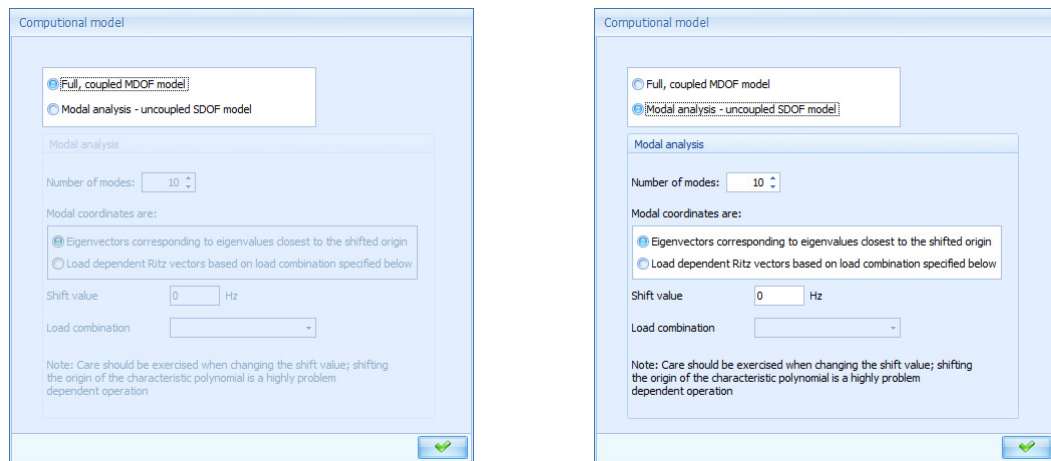 Computional model
Full, coupled MDOF model
Modal analysis - uncoupled SDOF model
Modal analysis
Number of modes: 10
Modal coordinates are:
Eigenvectors corresponding to eigenvalues closest to the shifted origin
Load dependent Ritz vectors based on load combination specified below
Shift value 0 Hz
Load combination
Note: Care should be exercised when changing the shift value; shifting
the origin of the characteristic polynomial is a highly problem
dependent operation
Computional model
Full, coupled MDOF model
Modal analysis - uncoupled SDOF model
Modal analysis
Number of modes: 10
Modal coordinates are:
Eigenvectors corresponding to eigenvalues closest to the shifted origin
Load dependent Ritz vectors based on load combination specified below
Shift value 0 Hz
Load combination
Note: Care should be exercised when changing the shift value; shifting
the origin of the characteristic polynomial is a highly problem
dependent operation